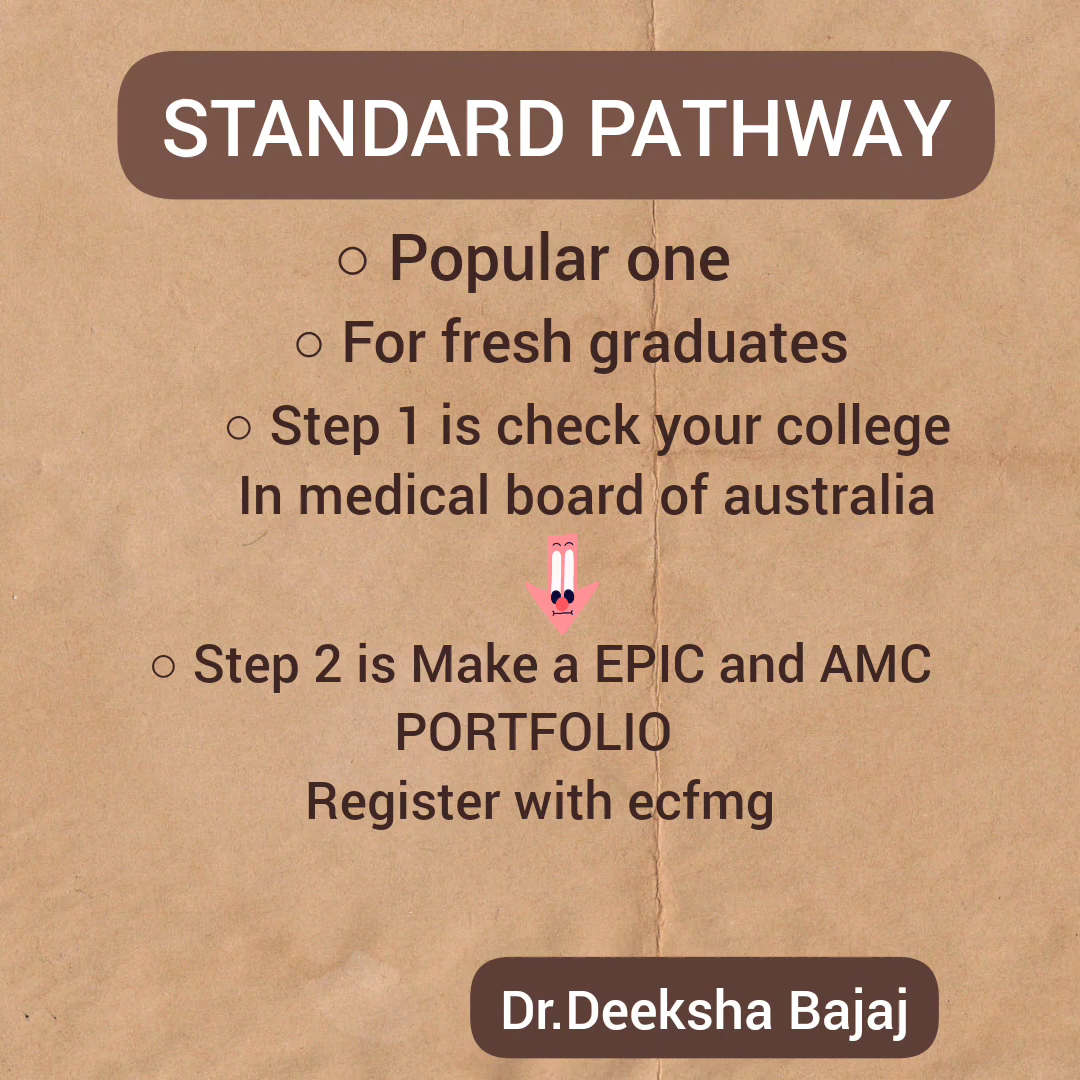 STANDARD PATHWAY
○ Popular one
○ For fresh graduates
○ Step 1 is check your college
In medical board of australia
○ Step 2 is Make a EPIC and AMC
PORTFOLIO
Register with ecfmg
Dr.Deeksha Bajaj